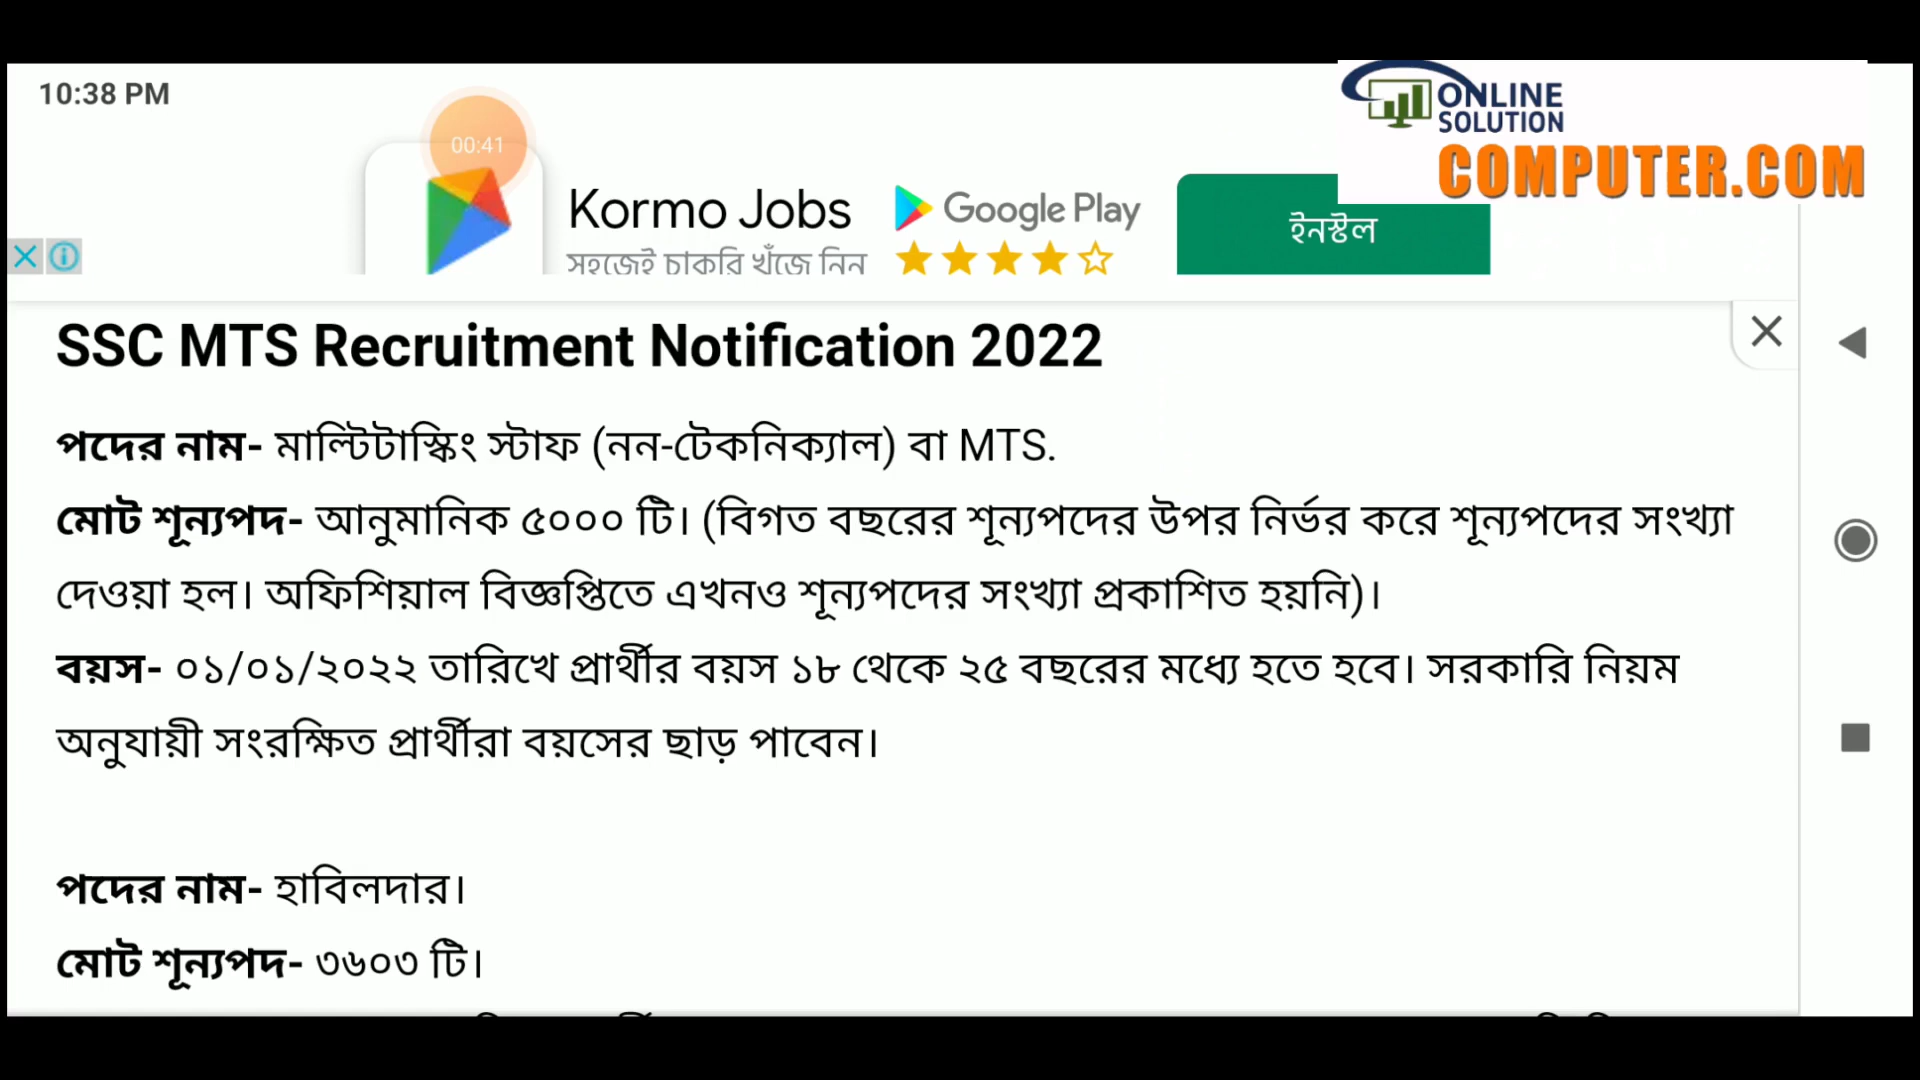 10:38 PM
00:41
ONLINE
SOLUTION
COMPUTER.COM
Kormo Jobs
Google Play
ইনস্টল
সহজেই চাকরি খুঁজে নিন
SSC MTS Recruitment Notification 2022
পদের নাম- মাল্টিটাস্কিং স্টাফ (নন-টেকনিক্যাল) বা MTS.
মোট শূন্যপদ- আনুমানিক ৫০০০ টি। (বিগত বছরের শূন্যপদের উপর নির্ভর করে শূন্যপদের সংখ্যা
দেওয়া হল। অফিশিয়াল বিজ্ঞপ্তিতে এখনও শূন্যপদের সংখ্যা প্রকাশিত হয়নি)।
বয়স- ০১/০১/২০২২ তারিখে প্রার্থীর বয়স ১৮ থেকে ২৫ বছরের মধ্যে হতে হবে। সরকারি নিয়ম
অনুযায়ী সংরক্ষিত প্রার্থীরা বয়সের ছাড় পাবেন।
পদের নাম- হাবিলদার।
মোট শূন্যপদ- ৩৬০৩ টি।